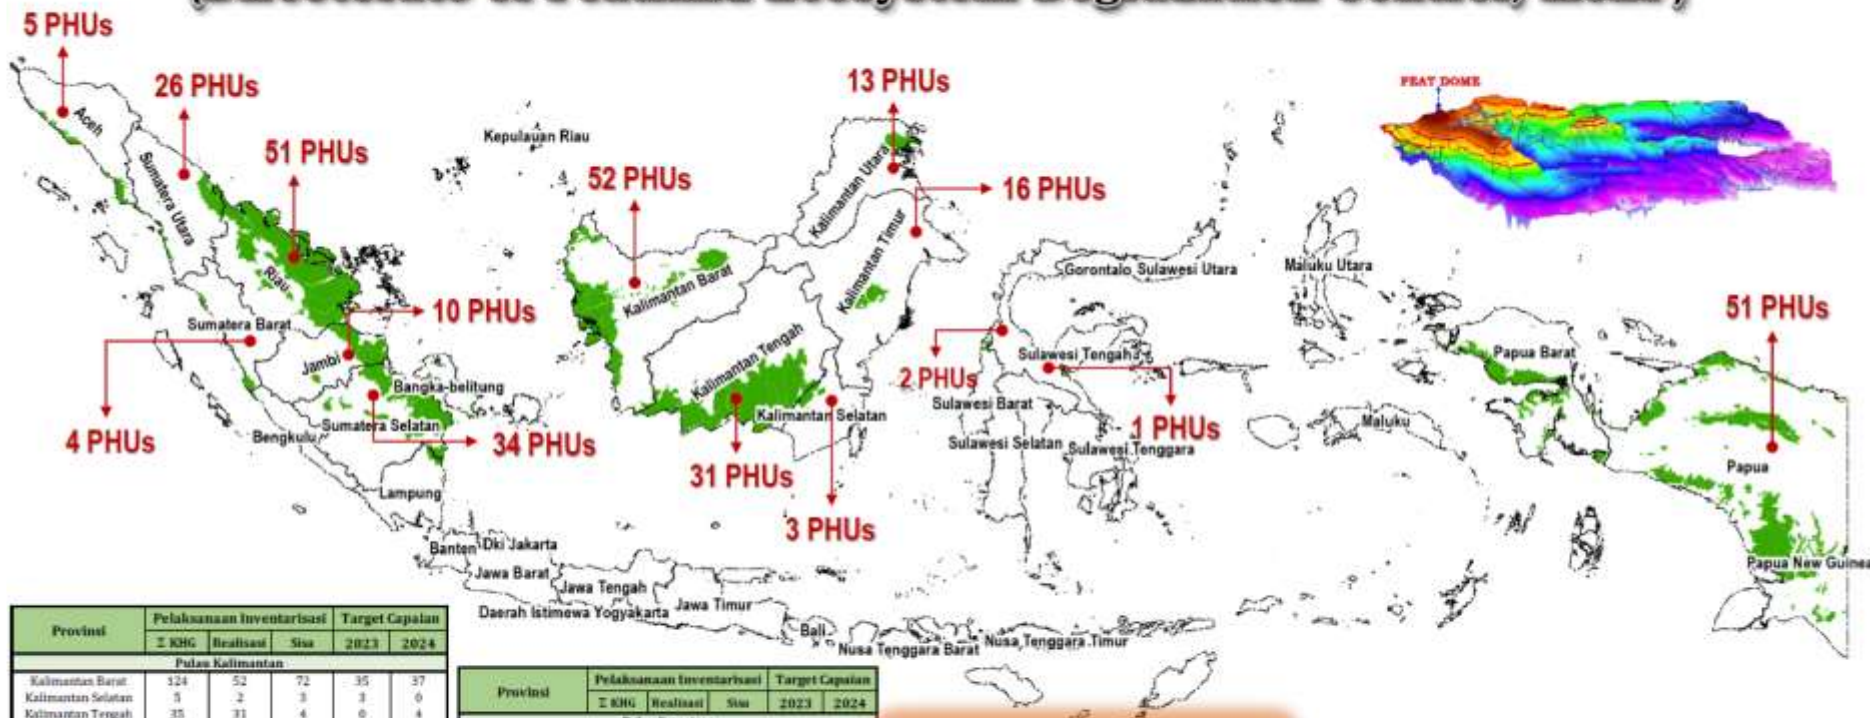 5 PHUs
26 PHUs
51 PHUs
52 PHUs
13 PHUs
16 PHUs
PEAT DOME
Aceh
Sumatera Utara
Kepulauan Riau
Kalimantan Utara
Kalimantan Timur
Kalimantan Barat
Riau
Gorontalo
Sulawesi Utara
Maluku Utara
51 PHUs
10 PHUs
Sumatera Barat
Jambi
Kalimantan Tengah
Sulawesi Tengah
Papua Barat
2 PHUs
Bangka-belitung
Sulawesi Barat
Kalimantan Selatan
4 PHUs
Bengkulu
Sumatera Selatan
34 PHUs
1 PHUs
Maluku
Sulawesi Selatan
Sulawesi Tenggara
31 PHUs
Papua
Lampung
3 PHUs
Banten
Dki Jakarta
Jawa Barat
Jawa Tengah
Papua New Guinea
Daerah Istimewa Yogyakarta
Jawa Timur
Bali
Nusa Tenggara Barat
Nusa Tenggara Timur
Provinsi Pelaksanaan Inventarisasi Target Capaian
Σ KHG Realisasi Sisa 2023 2024
Pulau Kalimantan
Kalimantan Barat 124 52 72 35 37
Kalimantan Selatan 5 2 3 3 0
Kalimantan Tengah 35 31 4 0 4
Provinsi Pelaksanaan Inventarisasi Target Capaian
Σ KHG Realisasi Sisa 2023 2024